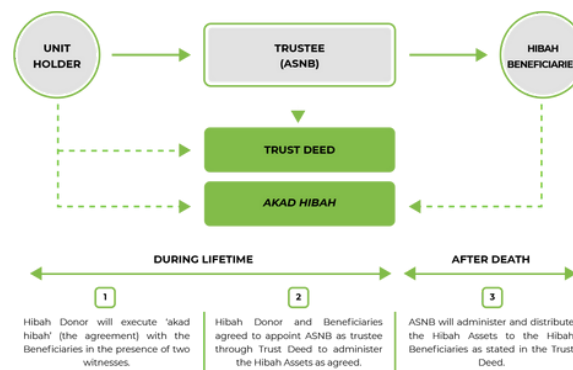 UNIT
HOLDER
TRUSTEE
(ASNB)
HIBAH
BENEFICIARIE
TRUST DEED
AKAD HIBAH
DURING LIFETIME
AFTER DEATH
1
2
3
Hibah Donor will execute 'akad
hibah' (the agreement) with the
Beneficiaries in the presence of two
witnesses.
Hibah Donor and Beneficiaries
agreed to appoint ASNB as trustee
through Trust Deed to administer
the Hibah Assets as agreed.
ASNB will administer and distribute
the Hibah Assets to the Hibah
Beneficiaries as stated in the Trust
Deed.